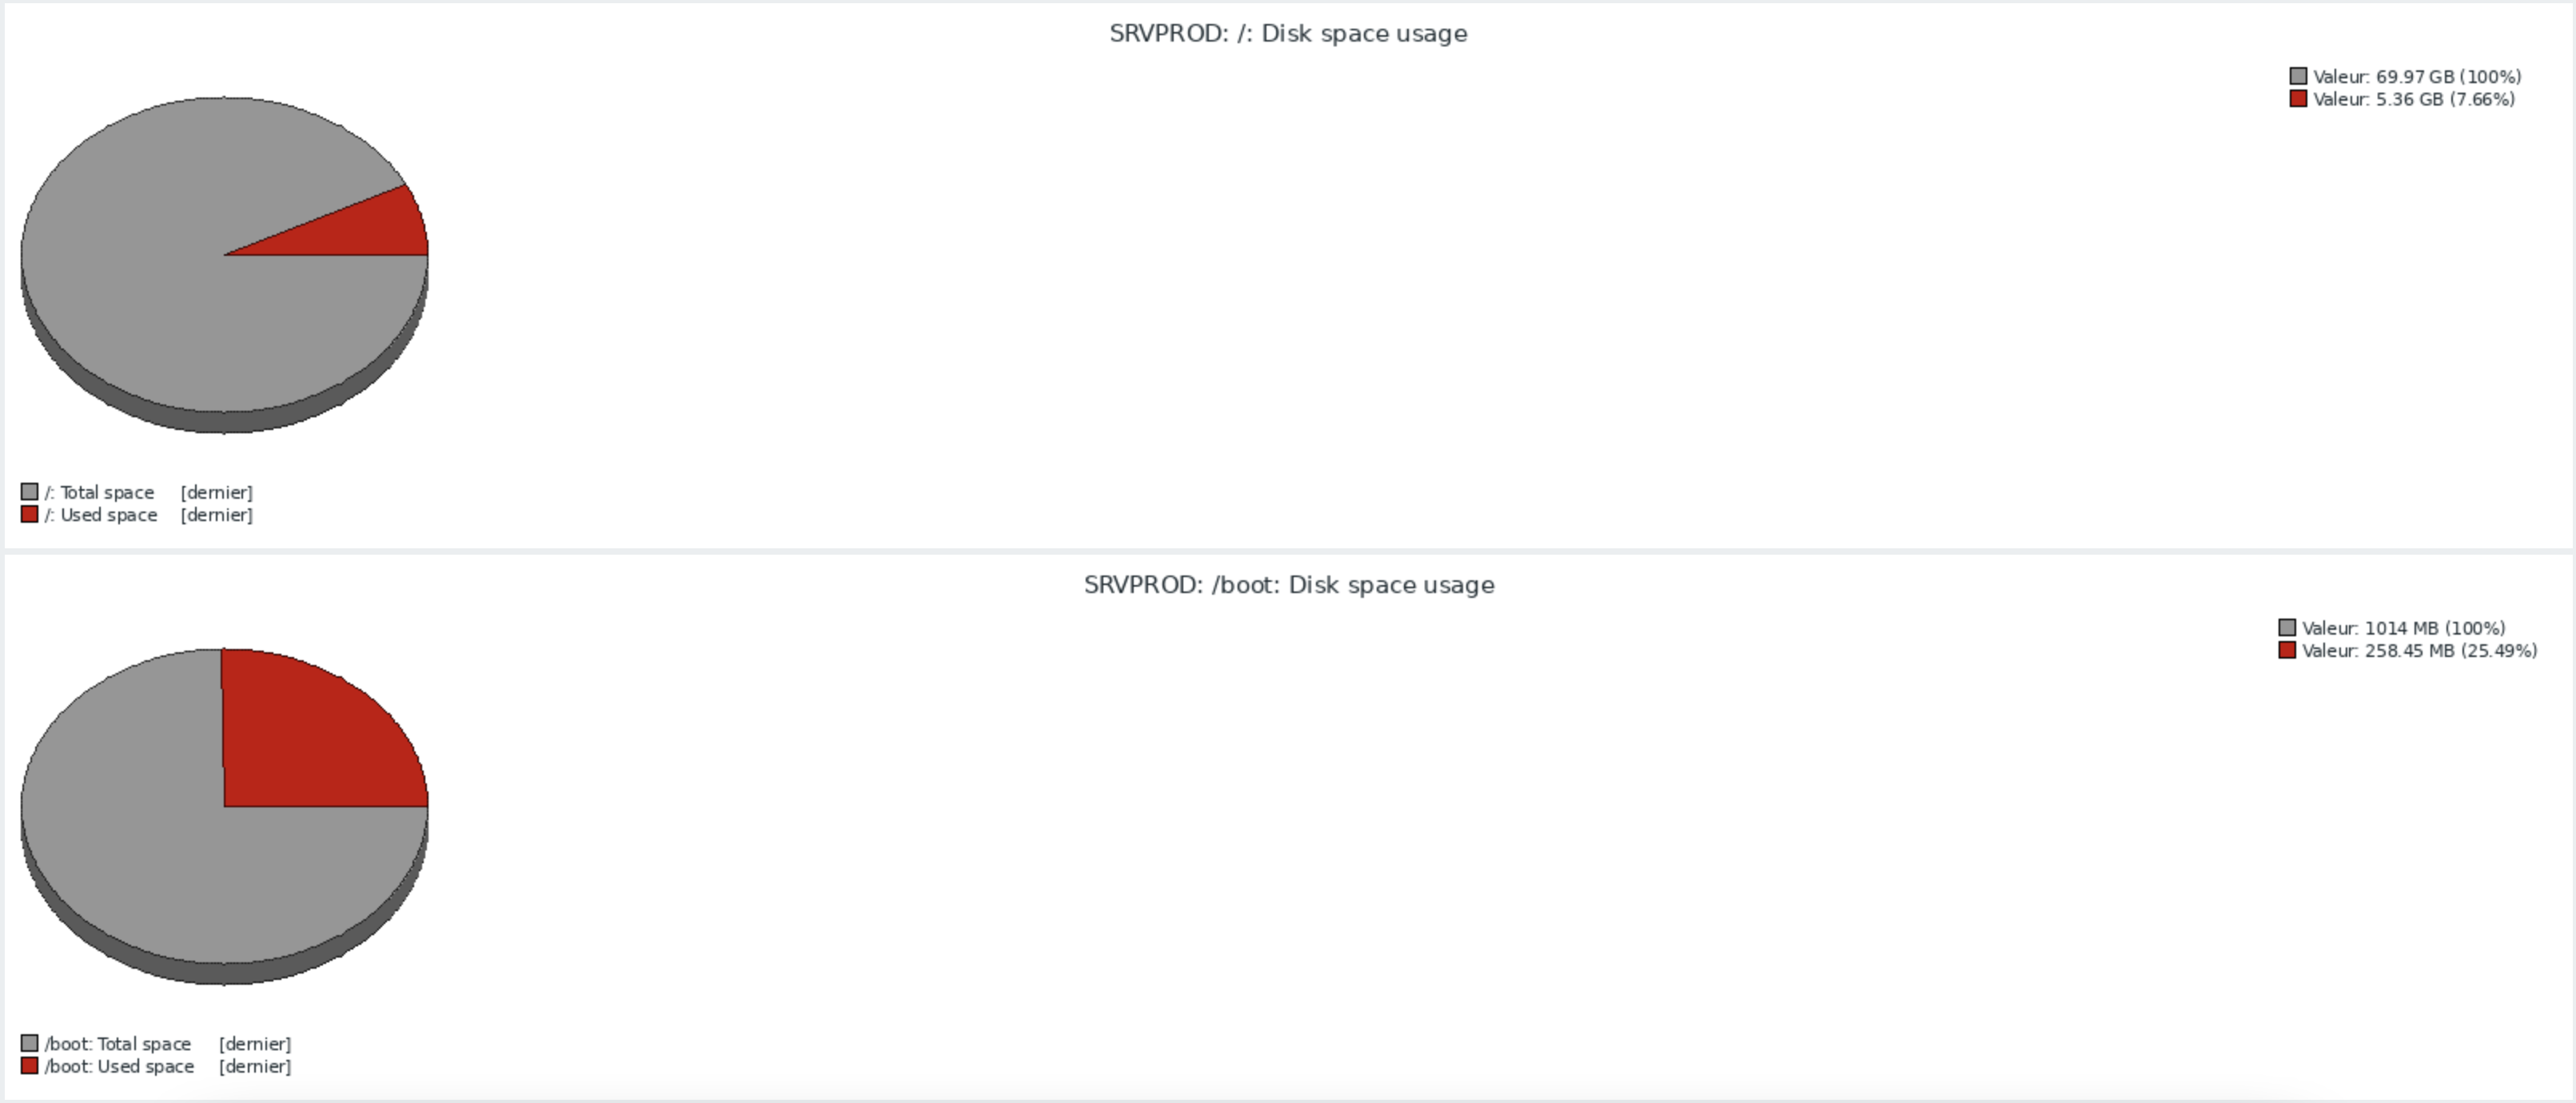 SRVPROD: /: Disk space usage
Valeur: 69.97 GB (100%)
Valeur: 5.36 GB (7.66%)
/: Total space [dernier]
/: Used space [dernier]
SRVPROD: /boot: Disk space usage
Valeur: 1014 MB (100%)
Valeur: 258.45 MB (25.49%)
/boot: Total space [dernier]
/boot: Used space [dernier]